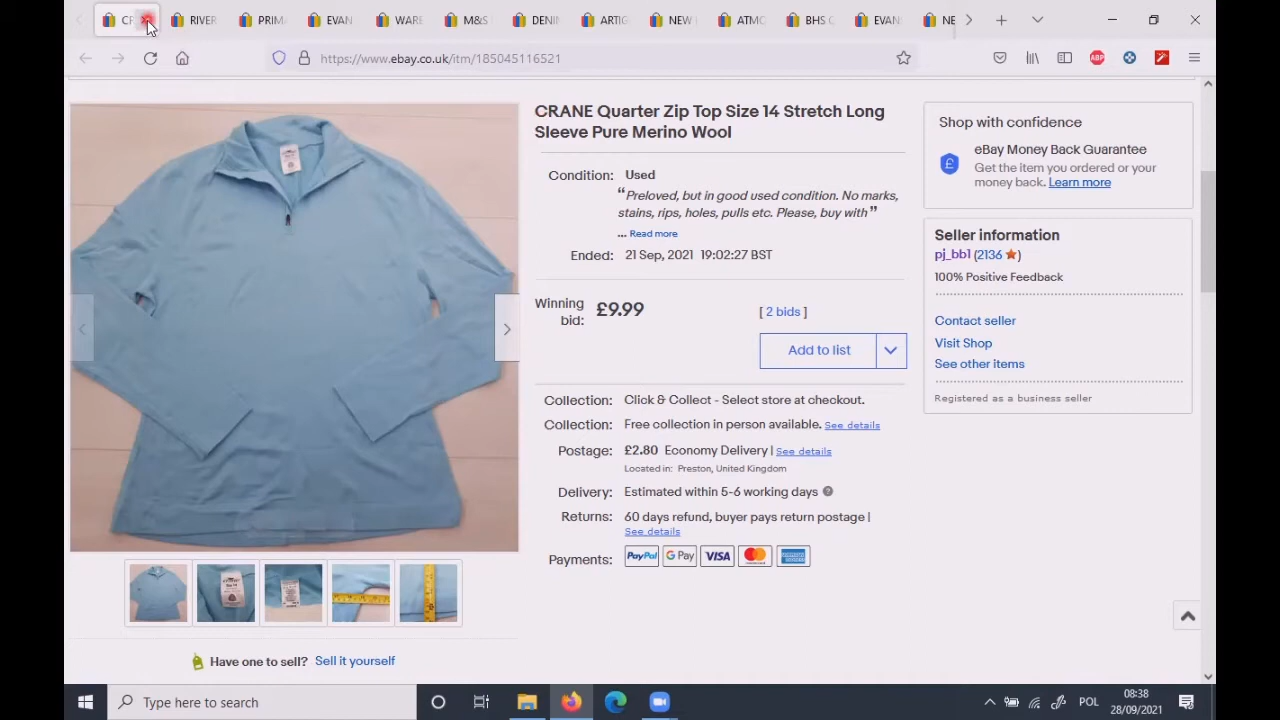 CR
RIVER
PRIM
EVAN
WARE
M&S
DENI
ARTIG
NEW
ATMO
BHS C
EVAN
NE
https://www.ebay.co.uk/itm/185045116521
ABP
CRANE Quarter Zip Top Size 14 Stretch Long
Sleeve Pure Merino Wool
Condition: Used
“Preloved, but in good used condition. No marks,
stains, rips, holes, pulls etc. Please, buy with”
... Read more
Ended: 21 Sep, 2021 19:02:27 BST
Winning
bid:
£9.99
[ 2 bids ]
Add to list
Collection: Click & Collect - Select store at checkout.
Collection: Free collection in person available. See details
Postage: £2.80 Economy Delivery | See details
Located in: Preston, United Kingdom
Delivery: Estimated within 5-6 working days
Returns: 60 days refund, buyer pays return postage |
See details
Payments: PayPal G Pay VISA
Have one to sell? Sell it yourself
Shop with confidence
£
eBay Money Back Guarantee
Get the item you ordered or your
money back. Learn more
Seller information
pj_bb1 (2136)
100% Positive Feedback
Contact seller
Visit Shop
See other items
Registered as a business seller
Type here to search
POL
08:38
28/09/2021